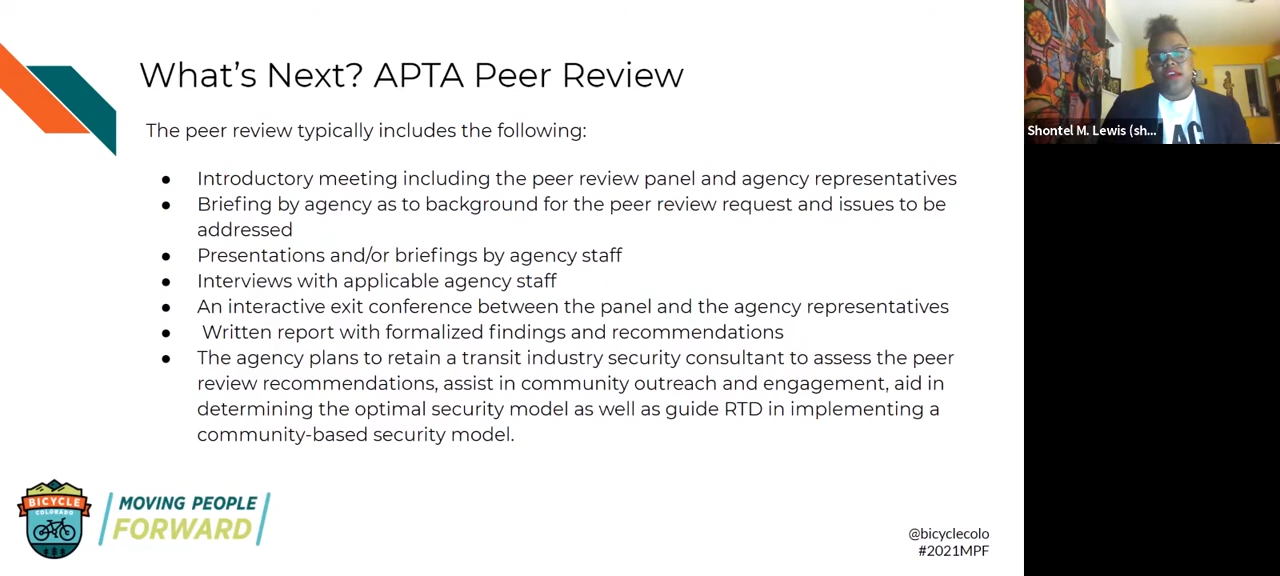 What's Next? APTA Peer Review
The peer review typically includes the following:
● Introductory meeting including the peer review panel and agency representatives
● Briefing by agency as to background for the peer review request and issues to be
addressed
● Presentations and/or briefings by agency staff
● Interviews with applicable agency staff
● An interactive exit conference between the panel and the agency representatives
● Written report with formalized findings and recommendations
● The agency plans to retain a transit industry security consultant to assess the peer
review recommendations, assist in community outreach and engagement, aid in
determining the optimal security model as well as guide RTD in implementing a
community-based security model.
BICYCLE
COLORADO
MOVING PEOPLE
FORWARD
@bicyclecolo
#2021MPF
Shontel M. Lewis (sh...